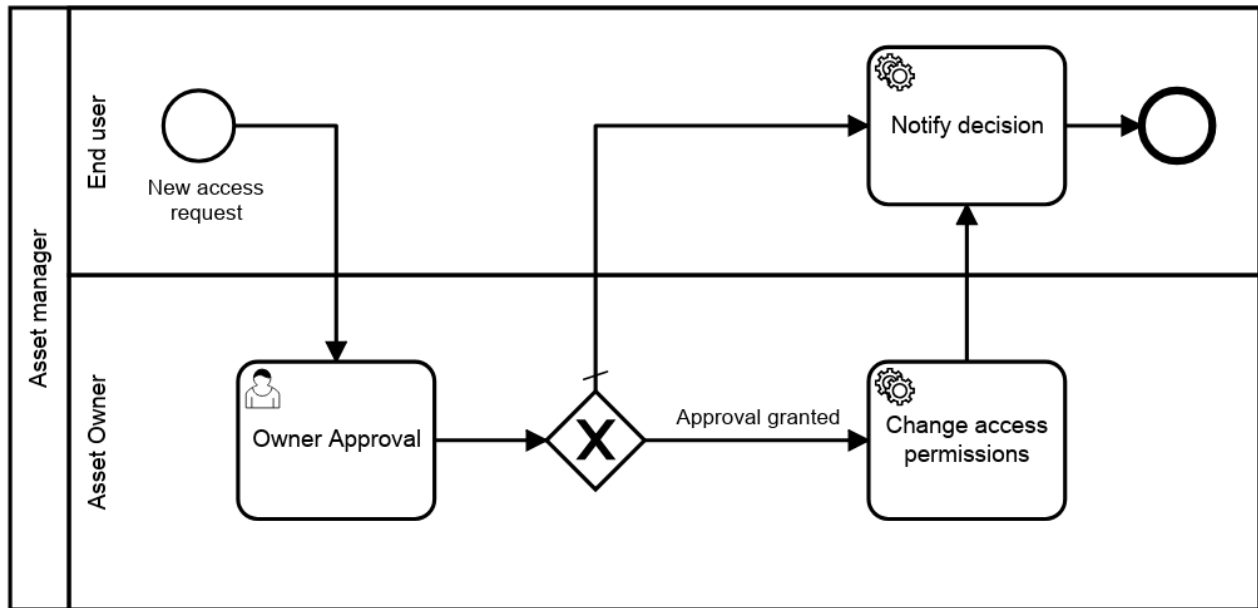 Asset manager
End user
New access
request
Notify decision
Asset Owner
Owner Approval
X
Approval granted
Change access
permissions